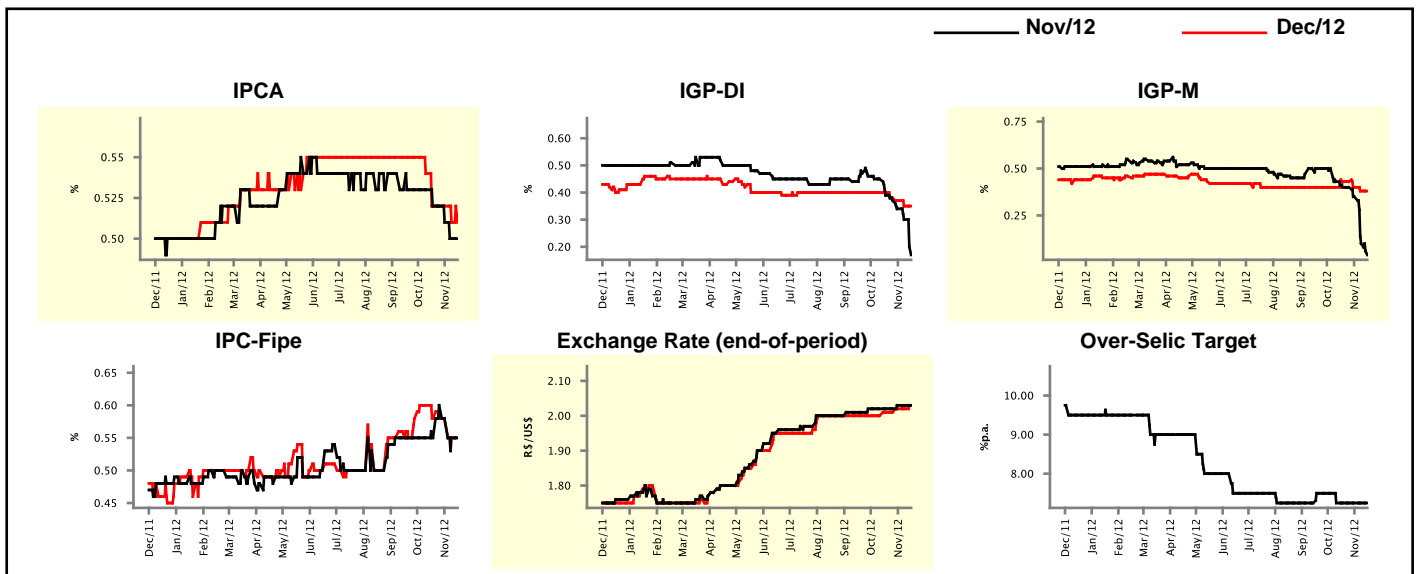 Nov/12 Dec/12
IPCA
%
0.55
0.525
0.50
Dec/11 Jan/12 Feb/12 Mar/12 Apr/12 May/12 Jun/12 Jul/12 Aug/12 Sep/12 Oct/12 Nov/12
IGP-DI
%
0.60
0.50
0.40
0.30
0.20
Dec/11 Jan/12 Feb/12 Mar/12 Apr/12 May/12 Jun/12 Jul/12 Aug/12 Sep/12 Oct/12 Nov/12
IGP-M
%
0.75
0.50
0.25
Dec/11 Jan/12 Feb/12 Mar/12 Apr/12 May/12 Jun/12 Jul/12 Aug/12 Sep/12 Oct/12 Nov/12
IPC-Fipe
%
0.65
0.60
0.55
0.50
0.45
Dec/11 Jan/12 Feb/12 Mar/12 Apr/12 May/12 Jun/12 Jul/12 Aug/12 Sep/12 Oct/12 Nov/12
Exchange Rate (end-of-period)
R$/US$
2.10
2.00
1.90
1.80
Dec/11 Jan/12 Feb/12 Mar/12 Apr/12 May/12 Jun/12 Jul/12 Aug/12 Sep/12 Oct/12 Nov/12
Over-Selic Target
%p.a.
10.00
9.00
8.00
Dec/11 Jan/12 Feb/12 Mar/12 Apr/12 May/12 Jun/12 Jul/12 Aug/12 Sep/12 Oct/12 Nov/12